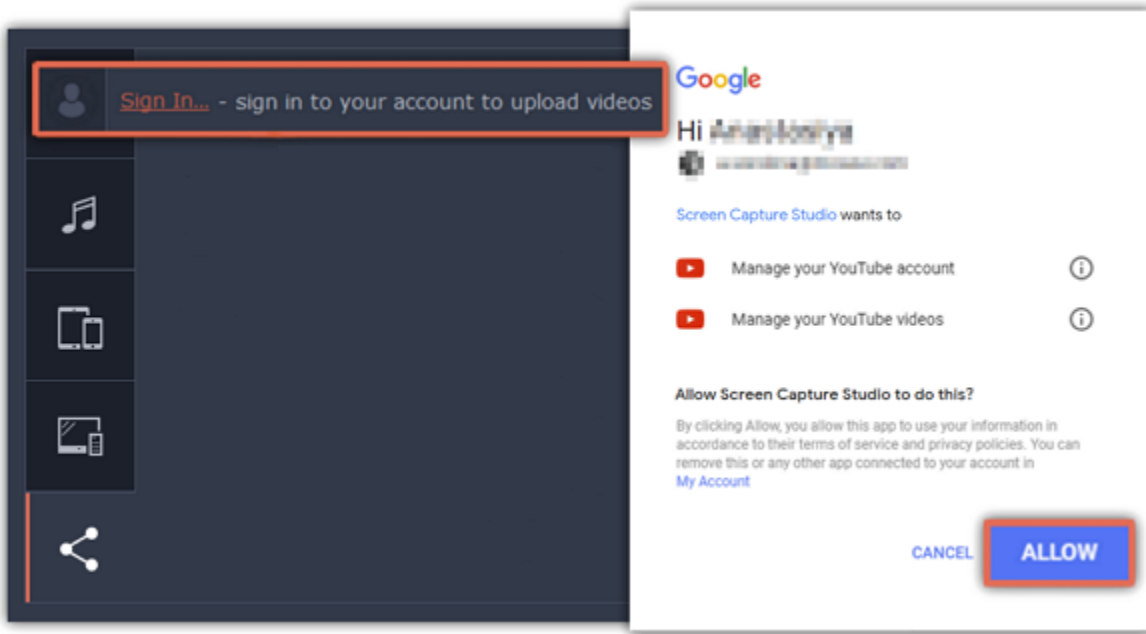 Sign In... - sign in to your account to upload videos
Google
Hi
Screen Capture Studio wants to
Manage your YouTube account
Manage your YouTube videos
Allow Screen Capture Studio to do this?
By clicking Allow, you allow this app to use your information in
accordance to their terms of service and privacy policies. You can
remove this or any other app connected to your account in
My Account
CANCEL
ALLOW